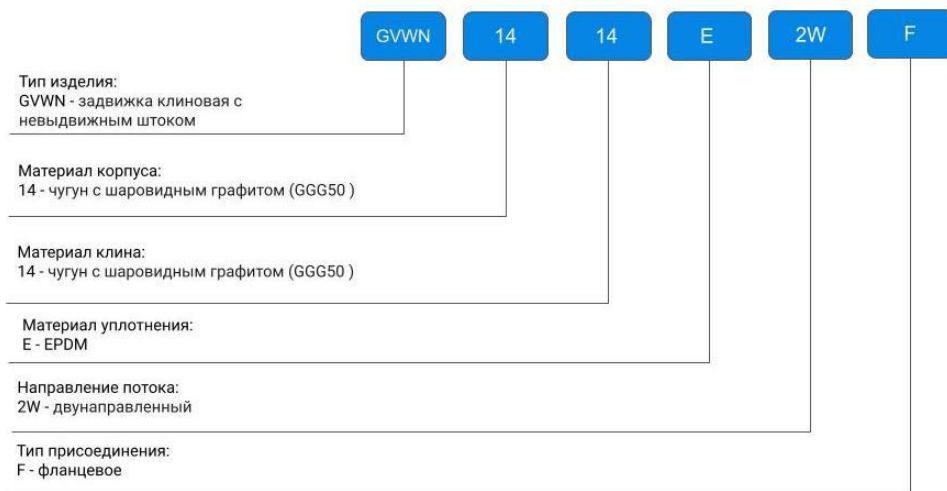 GVWN 14 14 E 2W F
Тип изделия:
GVWN - задвижка клиновая с
невыдвижным штоком
Материал корпуса:
14 - чугун с шаровидным графитом (GGG50 )
Материал клина:
14 - чугун с шаровидным графитом (GGG50 )
Материал уплотнения:
E - EPDM
Направление потока:
2W - двунаправленный
Тип присоединения:
F - фланцевое